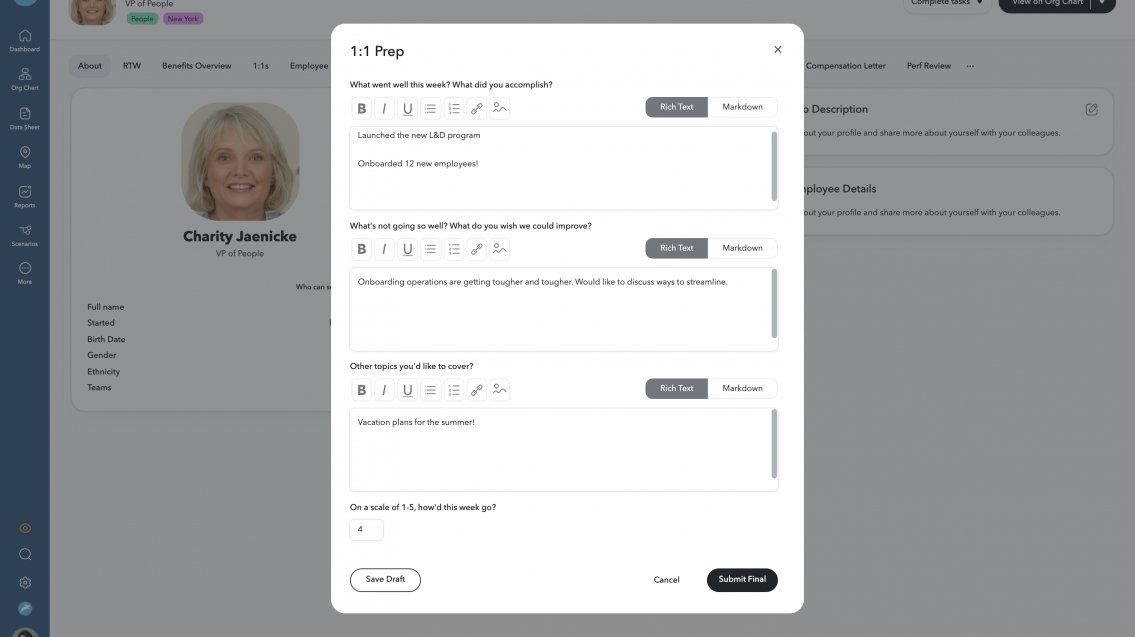 VP of People
People New York
Complete tasks
View on Org Chart
Dashboard
Org Chart
Data Sheet
Map
Reports
Scenarios
More
About RTW Benefits Overview 1:1s Employee
Compensation Letter Perf Review ...
Charity Jaenicke
VP of People
Who can
Full name
Started
Birth Date
Gender
Ethnicity
Teams
Description
out your profile and share more about yourself with your colleagues.
Details
out your profile and share more about yourself with your colleagues.
1:1 Prep
What went well this week? What did you accomplish?
B I U Rich Text Markdown
Launched the new L&D program
Onboarded 12 new employees!
What's not going so well? What do you wish we could improve?
B I U Rich Text Markdown
Onboarding operations are getting tougher and tougher. Would like to discuss ways to streamline.
Other topics you'd like to cover?
B I U Rich Text Markdown
Vacation plans for the summer!
On a scale of 1-5, how'd this week go?
4
Save Draft Cancel Submit Final